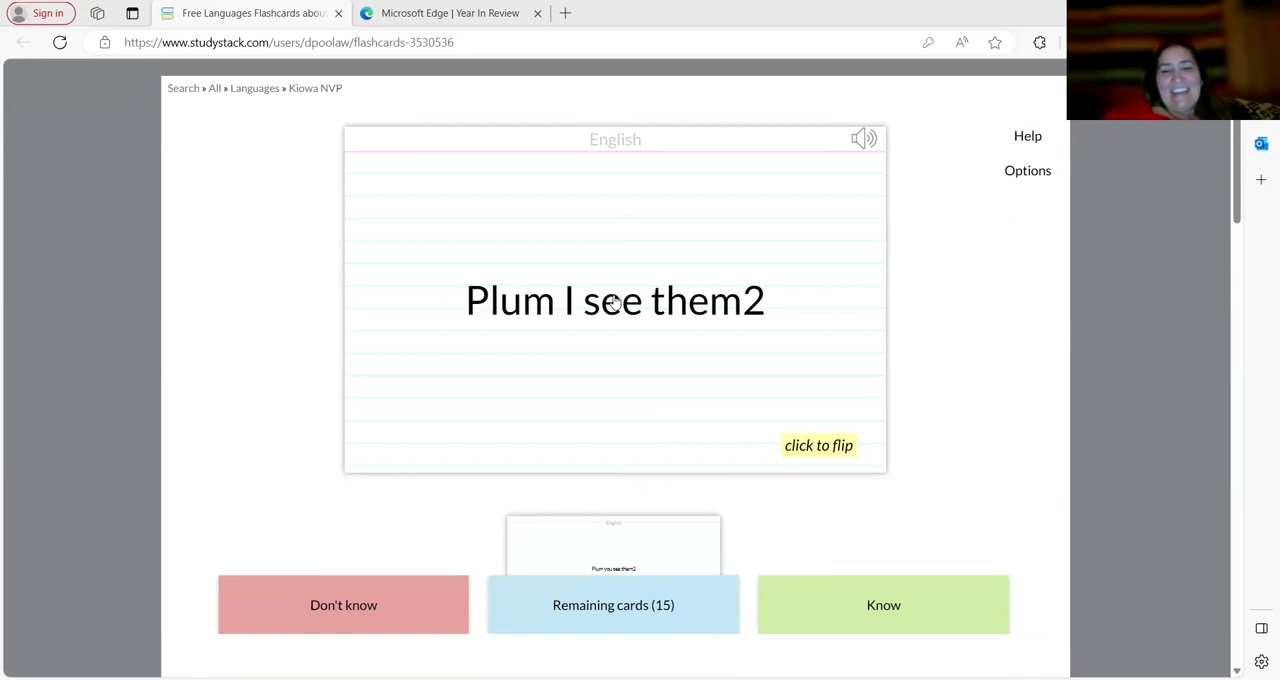 Sign in
Free Languages Flashcards abou
Microsoft Edge | Year In Review
https://www.studystack.com/users/dpoolaw/flashcards-3530536
Search » All » Languages » Kiowa NVP
English
Help
Options
Plum I see them2
click to flip
English
Plum you see them2
Don't know
Remaining cards (15)
Know